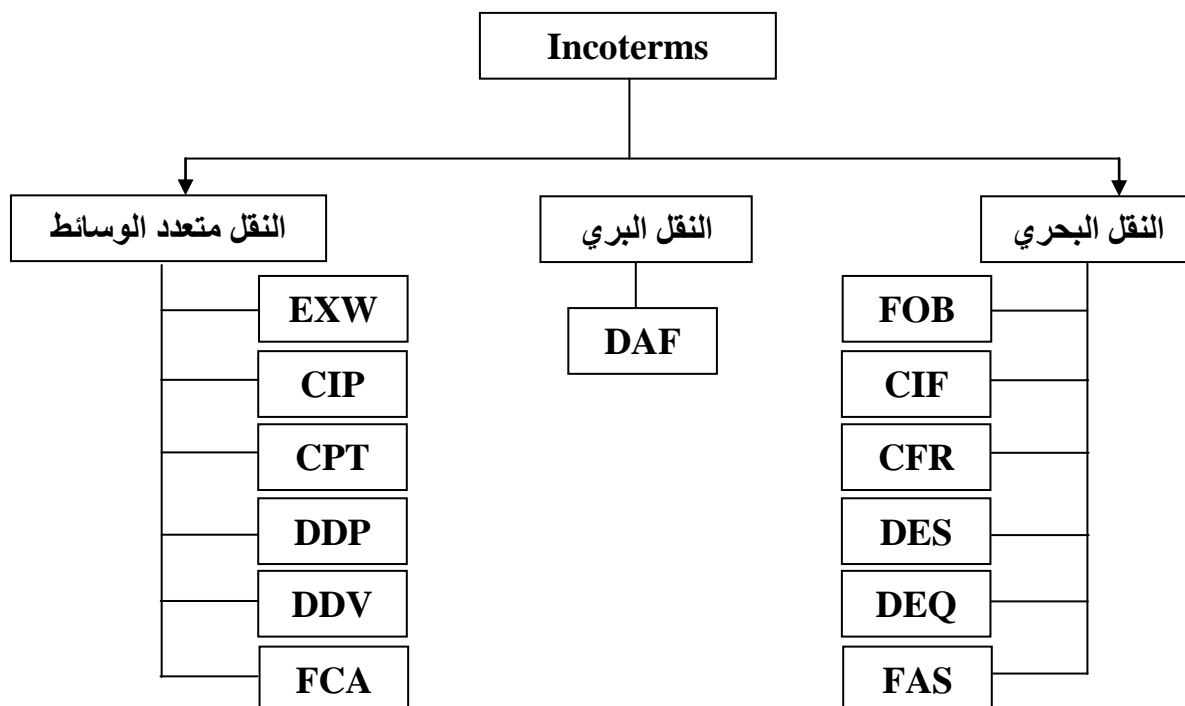 Incoterms
النقل البحري
النقل البري
النقل متعدد الوسائط
FOB
CIF
CFR
DES
DEQ
FAS
DAF
EXW
CIP
CPT
DDP
DDV
FCA